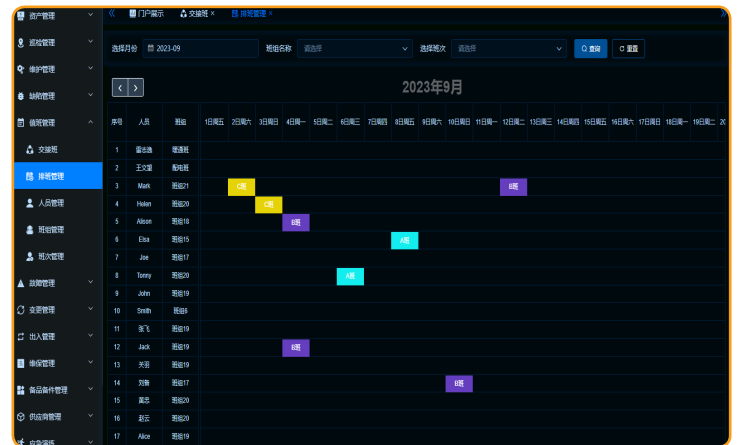 资产管理
门户展示 交接班 × 排班管理 ×
巡检管理
选择月份 2023-09 班组名称 请选择 选择班次 请选择 查询 重置
维护管理
2023年9月
缺陷管理
值班管理
序号 人员 班组 1日周五 2日周六 3日周日 4日周一 5日周二 6日周三 7日周四 8日周五 9日周六 10日周日 11日周一 12日周二 13日周三 14日周四 15日周五 16日周六 17日周日 18日周一 19日周二 20
交接班
1 雷志逸 暖通班
2 王文望 配电班
排班管理
3 Mark 班组21 C班 B班
4 Helen 班组20 C班
人员管理
5 Alison 班组18 B班
班组管理
6 Elsa 班组15 A班
7 Joe 班组17
班次管理
8 Tonny 班组20 A班
故障管理
9 John 班组19
10 Smith 班组6
变更管理
11 张飞 班组19
出入管理
12 Jack 班组19 B班
13 关羽 班组19
维保管理
14 刘备 班组17 B班
备品备件管理
15 黄忠 班组20
供应商管理
16 赵云 班组20
17 Alice 班组19
应急演练